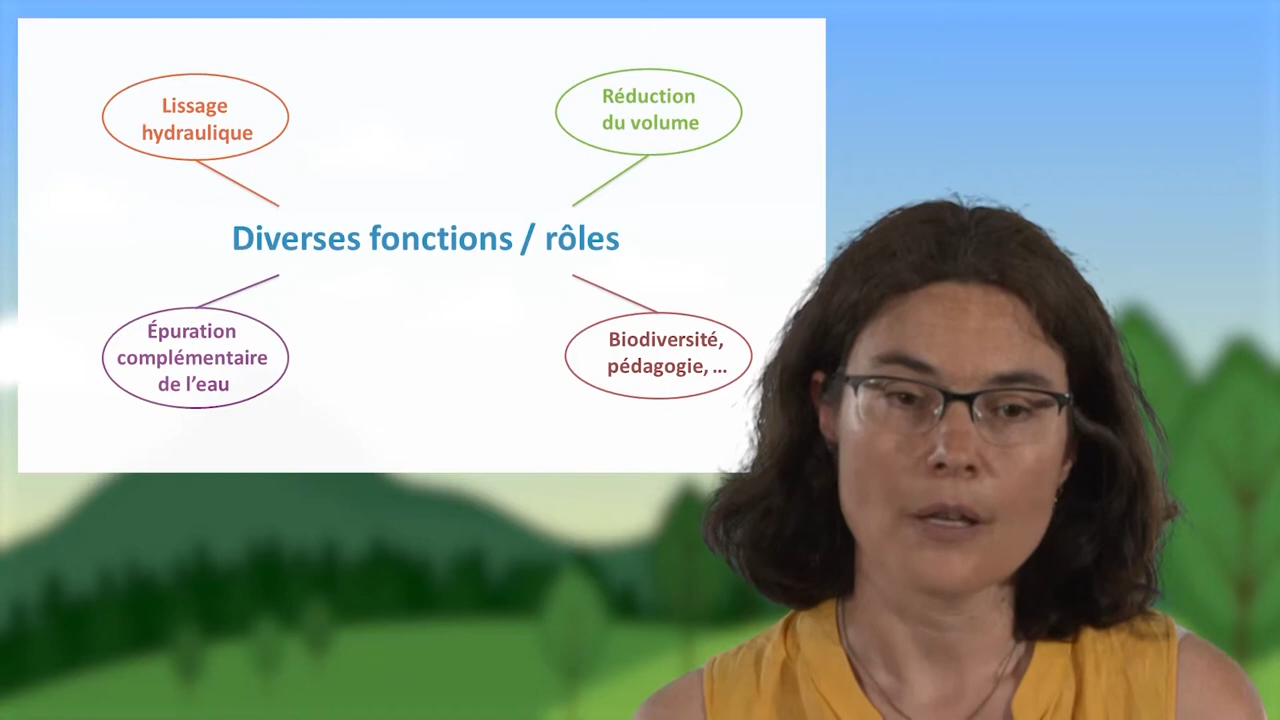 Lissage
hydraulique
Réduction
du volume
Diverses fonctions / rôles
Épuration
complémentaire
de l’eau
Biodiversité,
pédagogie, ...